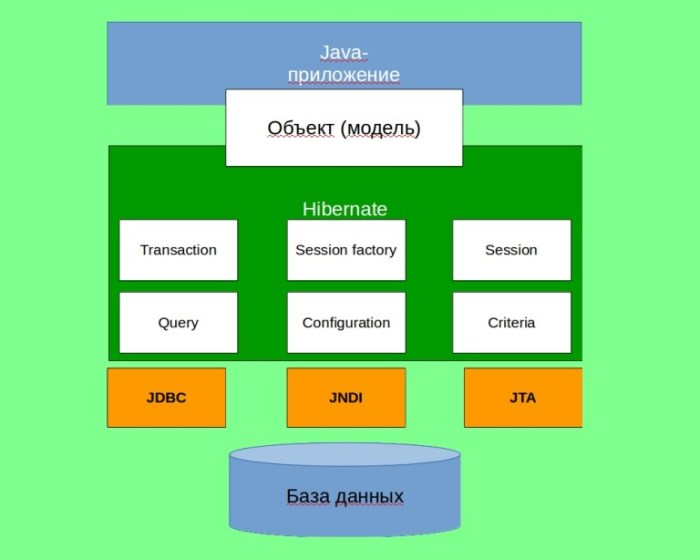 Java-
приложение
Объект (модель)
Hibernate
Transaction
Session factory
Session
Query
Configuration
Criteria
JDBC
JNDI
JTA
База данных